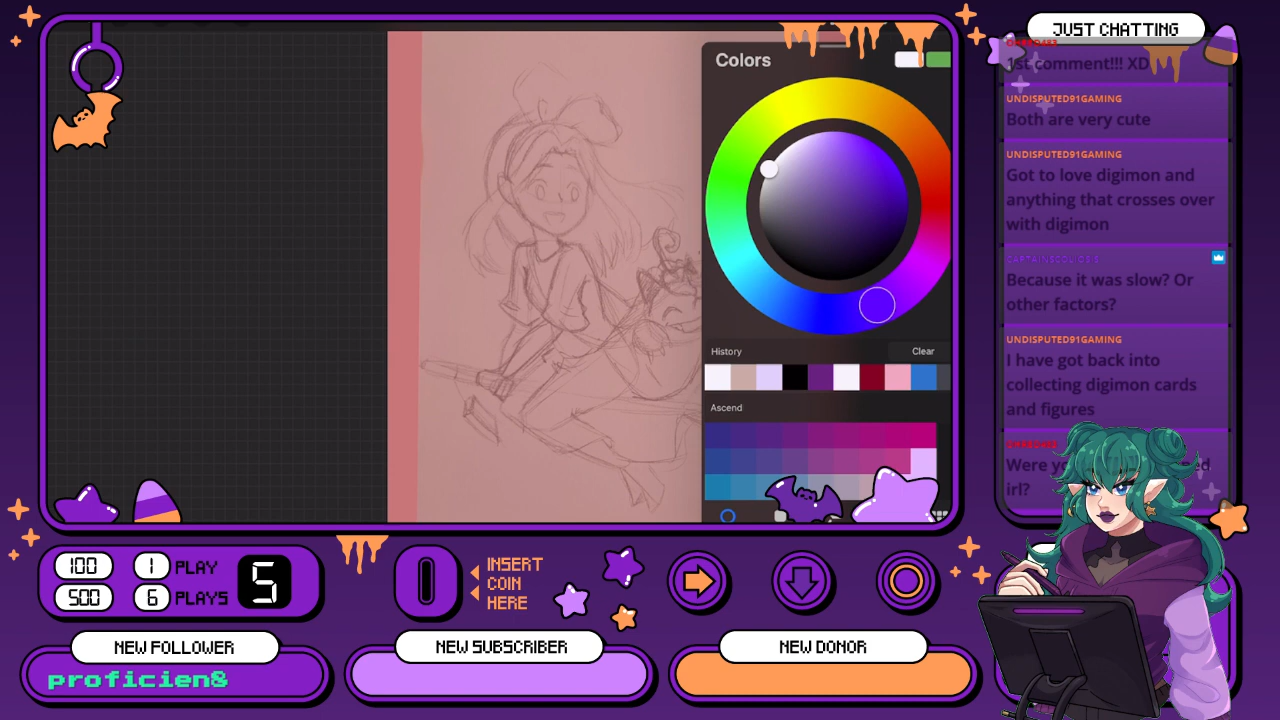 Colors
History
Clear
Ascend
JUST CHATTING
1st comment!!! XD
UNDISPUTED91GAMING
Both are very cute
UNDISPUTED91GAMING
Got to love digimon and
anything that crosses over
with digimon
Because it was slow? Or
other factors?
UNDISPUTED91GAMING
I have got back into
collecting digimon cards
and figures
Were
irl?
100
1 PLAY
500
6 PLAYS
5
INSERT
COIN
HERE
NEW FOLLOWER
proficien&
NEW SUBSCRIBER
NEW DONOR